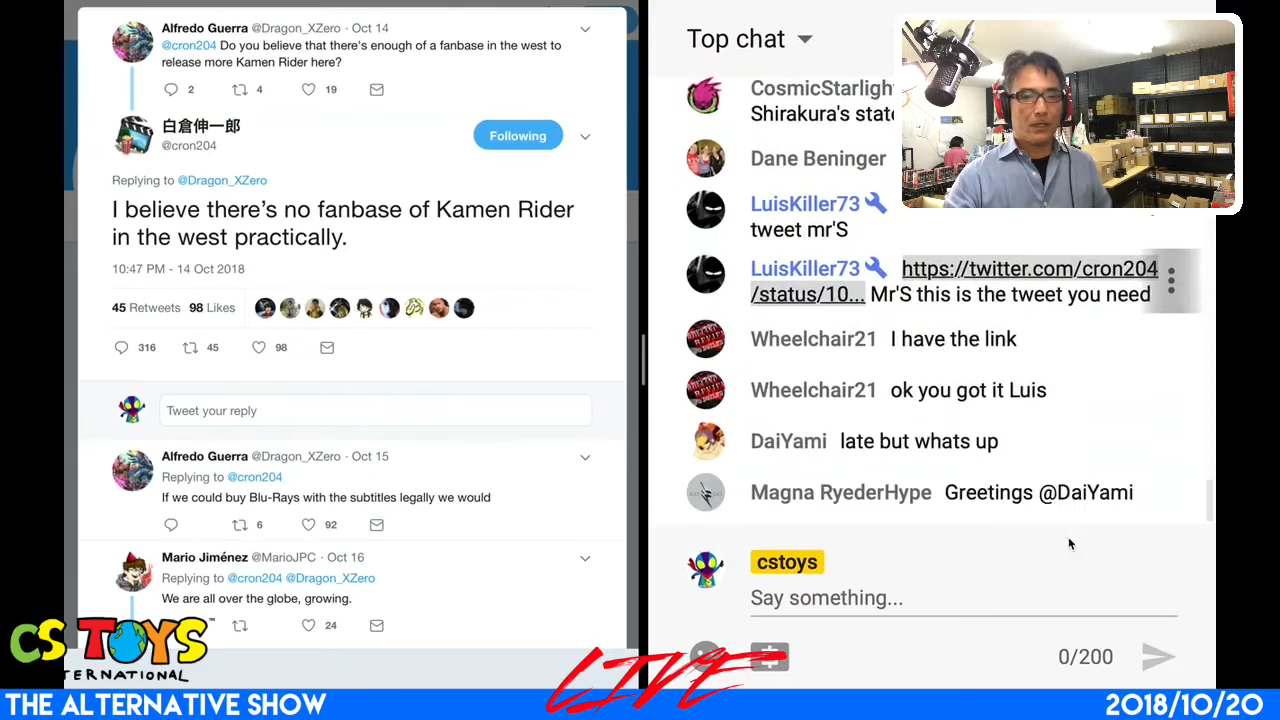 Alfredo Guerra @Dragon_XZero · Oct 14
@cron204 Do you believe that there's enough of a fanbase in the west to
release more Kamen Rider here?
2 4 19
白倉伸一郎
@cron204
Following
Replying to @Dragon_XZero
I believe there's no fanbase of Kamen Rider
in the west practically.
10:47 PM - 14 Oct 2018
45 Retweets 98 Likes
316 45 98
Tweet your reply
Alfredo Guerra @Dragon_XZero · Oct 15
Replying to @cron204
If we could buy Blu-Rays with the subtitles legally we would
6 92
Mario Jiménez @MarioJPC · Oct 16
Replying to @cron204 @Dragon_XZero
We are all over the globe, growing.
24
Top chat
CosmicStarligh
Shirakura's state
Dane Beninger
LuisKiller73
tweet mr'S
LuisKiller73 https://twitter.com/cron204
/status/10... Mr'S this is the tweet you need
Wheelchair21 I have the link
Wheelchair21 ok you got it Luis
DaiYami late but whats up
Magna RyederHype Greetings @DaiYami
cstoys
Say something...
0/200
CS TOYS™
TERNATIONAL
LIVE
THE ALTERNATIVE SHOW
2018/10/20